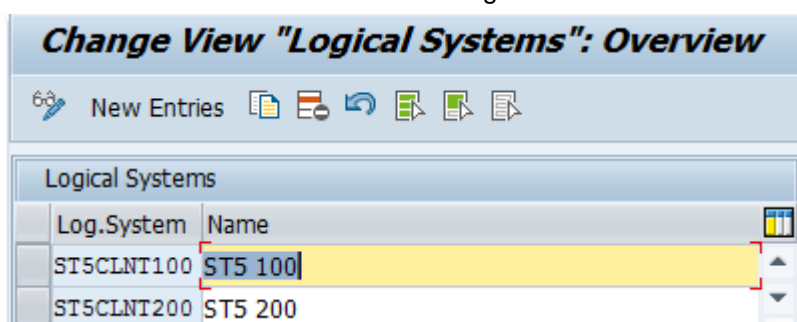 Change View "Logical Systems": Overview
New Entries
Logical Systems
Log.System Name
ST5CLNT100 ST5 100
ST5CLNT200 ST5 200